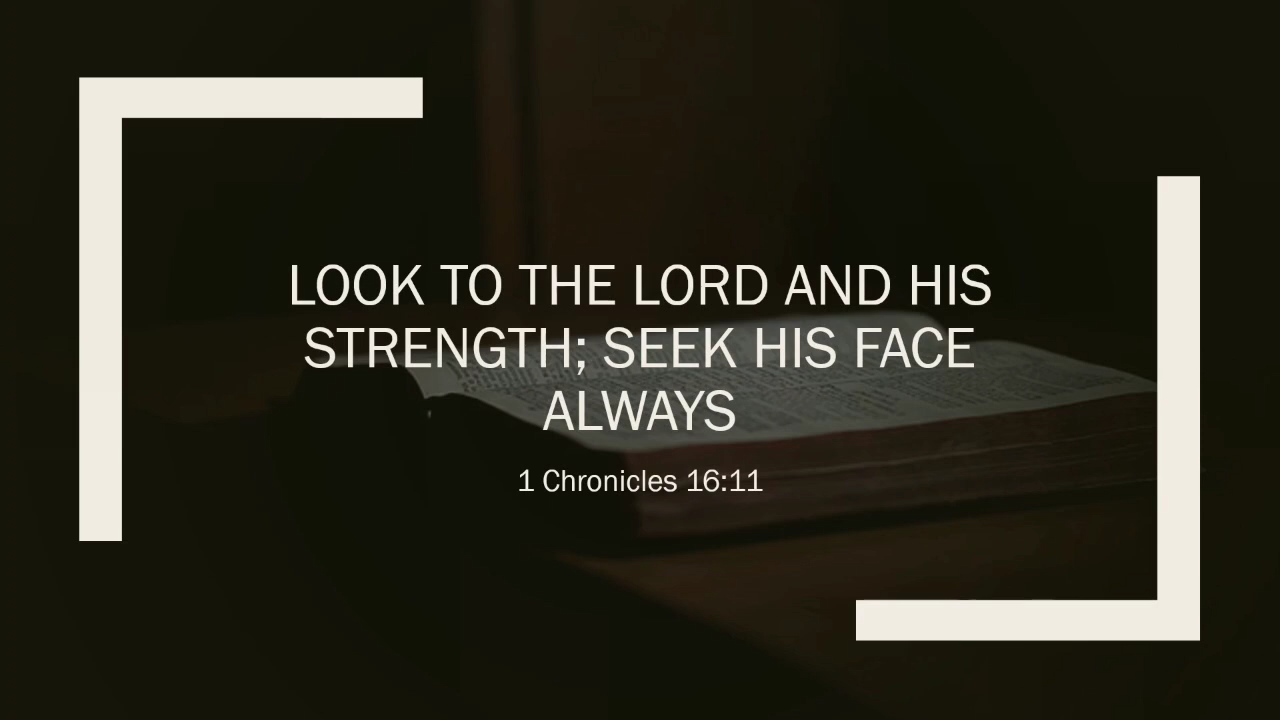 LOOK TO THE LORD AND HIS
STRENGTH; SEEK HIS FACE
ALWAYS
1 Chronicles 16:11